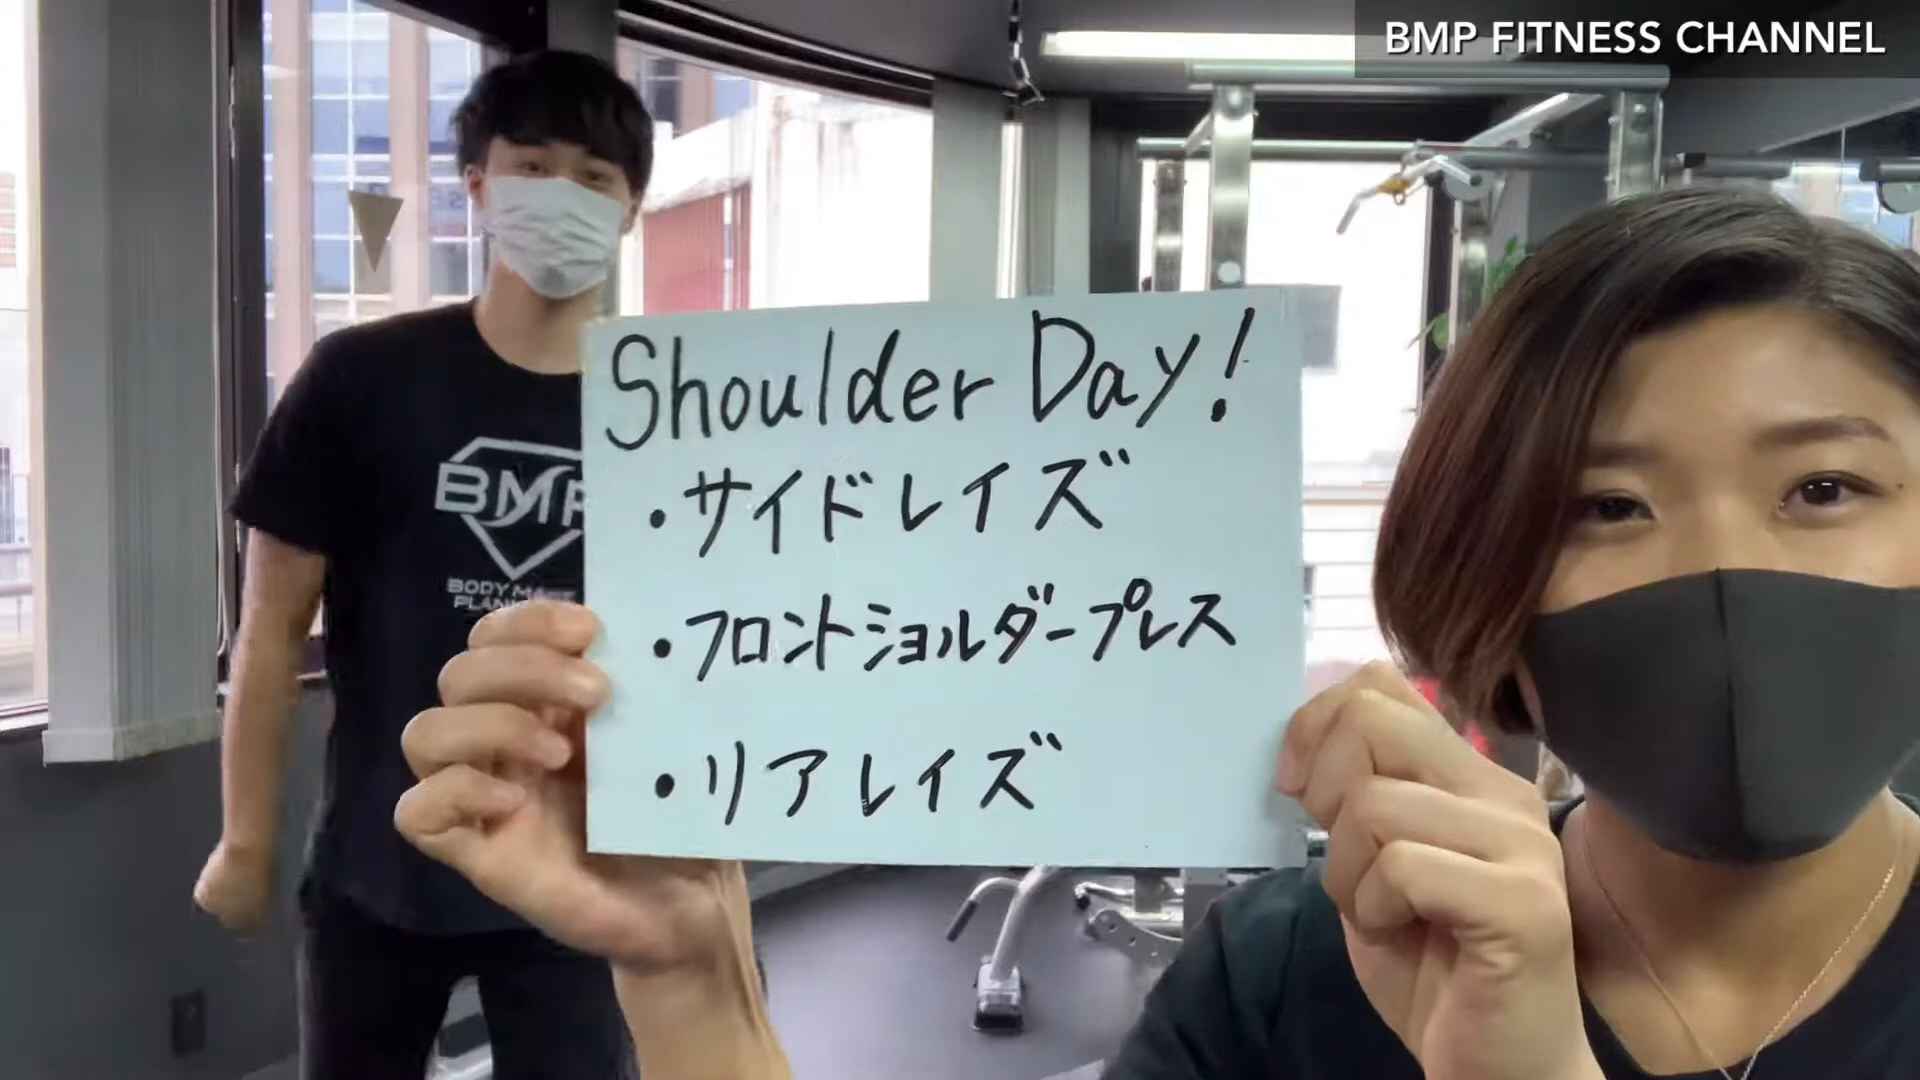 BMP FITNESS CHANNEL
Shoulder Day!
・サイドレイズ
・フロントショルダープレス
・リアレイズ
BMP
BODY MAKE